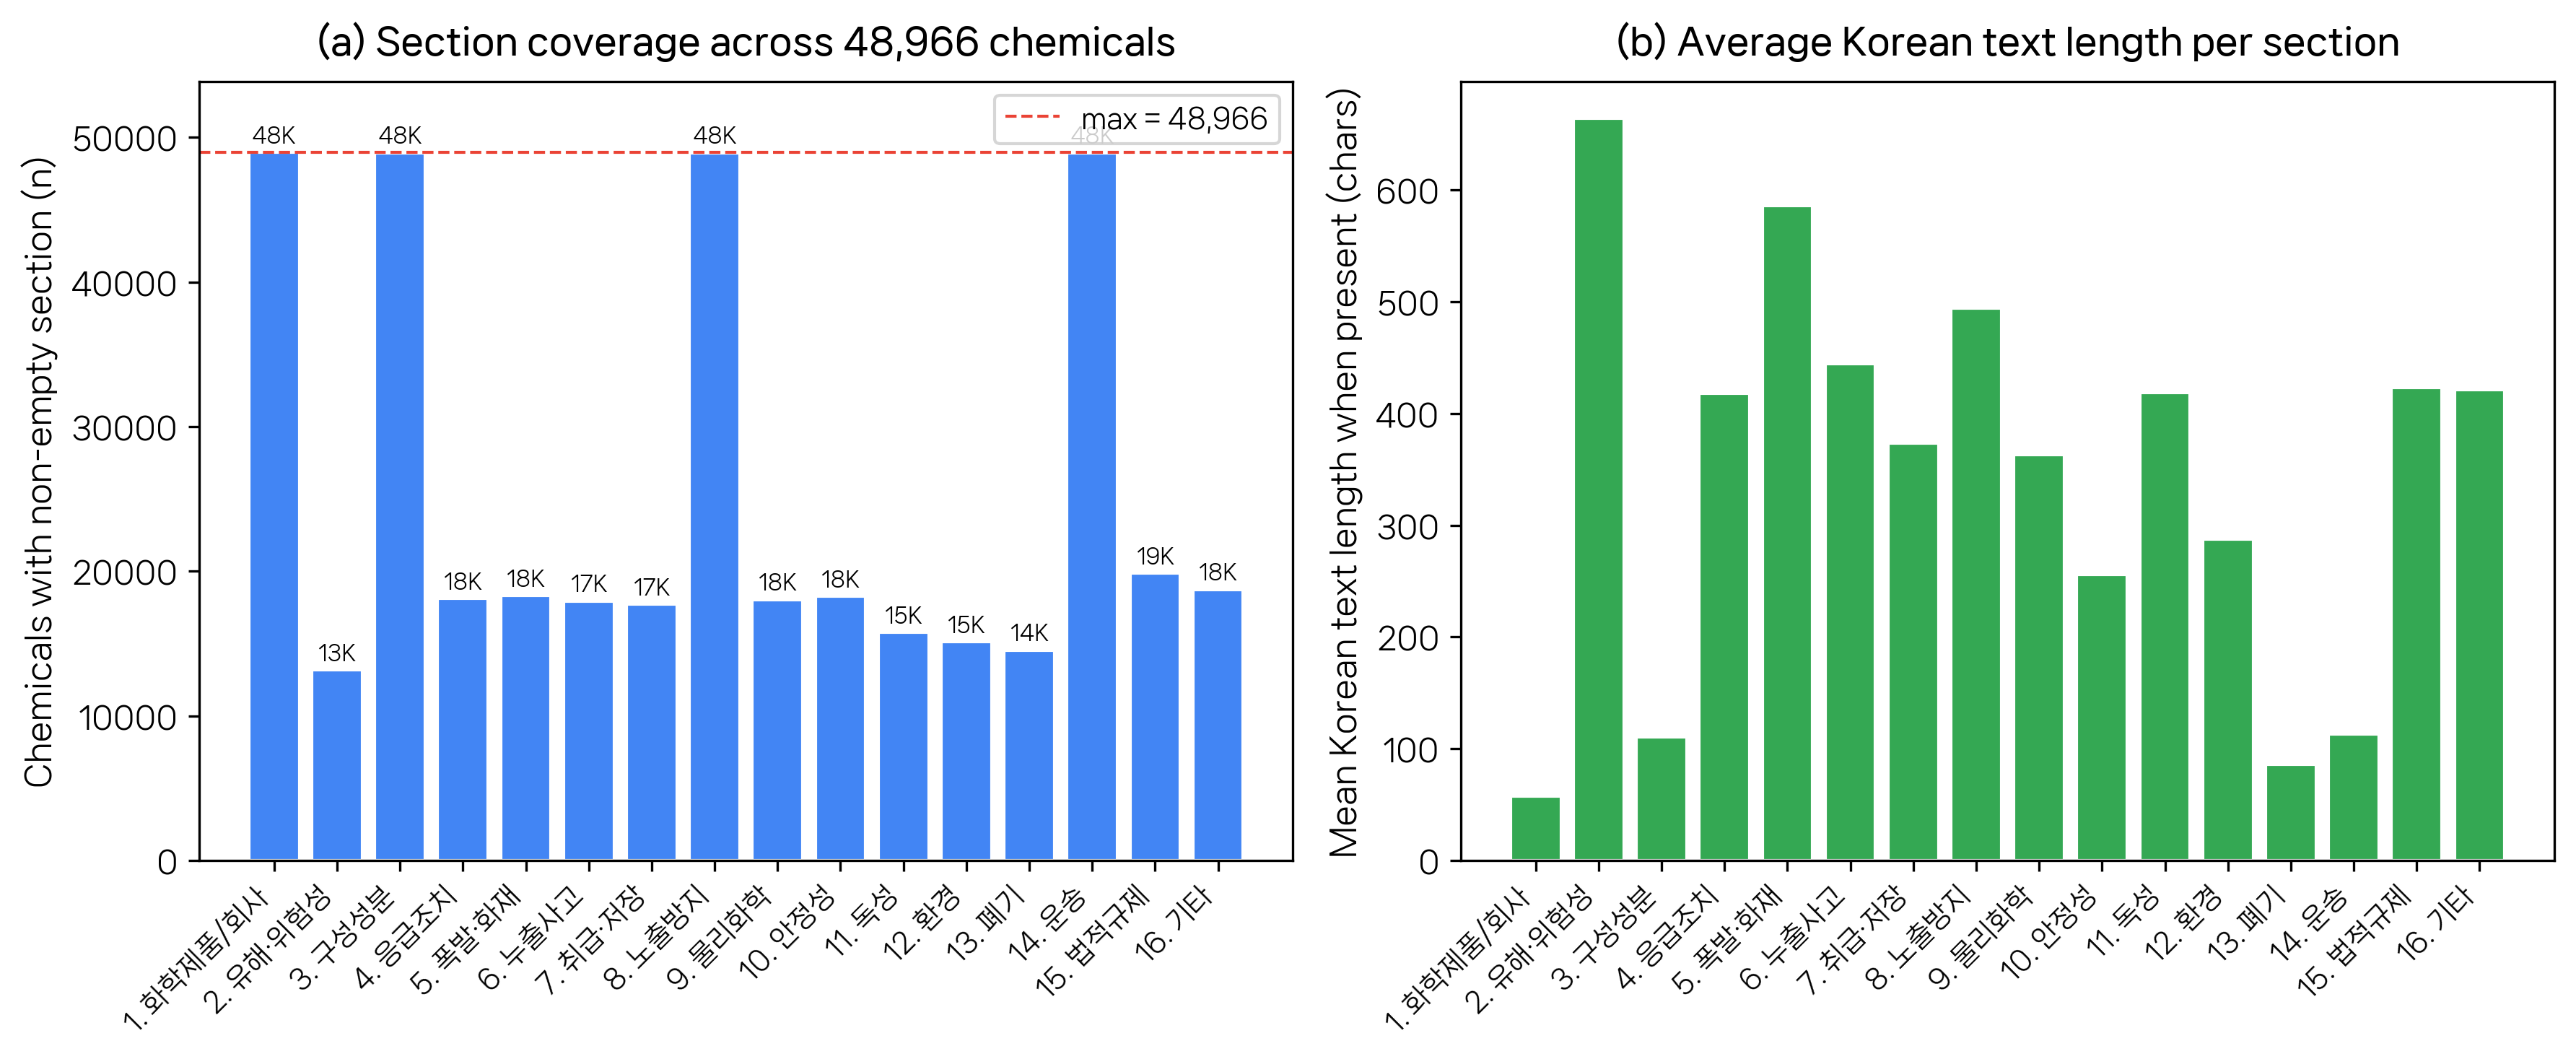 (a) Section coverage across 48,966 chemicals
Chemicals with non-empty section (n)
50000
40000
30000
20000
10000
0
max = 48,966
48K
13K
48K
18K
18K
17K
17K
48K
18K
18K
15K
15K
14K
48K
19K
18K
1. 화학제품/회사
2. 유해·위험성
3. 구성성분
4. 응급조치
5. 폭발·화재
6. 누출사고
7. 취급·저장
8. 노출방지
9. 물리화학
10. 안정성
11. 독성
12. 환경
13. 폐기
14. 운송
15. 법적규제
16. 기타
(b) Average Korean text length per section
Mean Korean text length when present (chars)
600
500
400
300
200
100
0
1. 화학제품/회사
2. 유해·위험성
3. 구성성분
4. 응급조치
5. 폭발·화재
6. 누출사고
7. 취급·저장
8. 노출방지
9. 물리화학
10. 안정성
11. 독성
12. 환경
13. 폐기
14. 운송
15. 법적규제
16. 기타